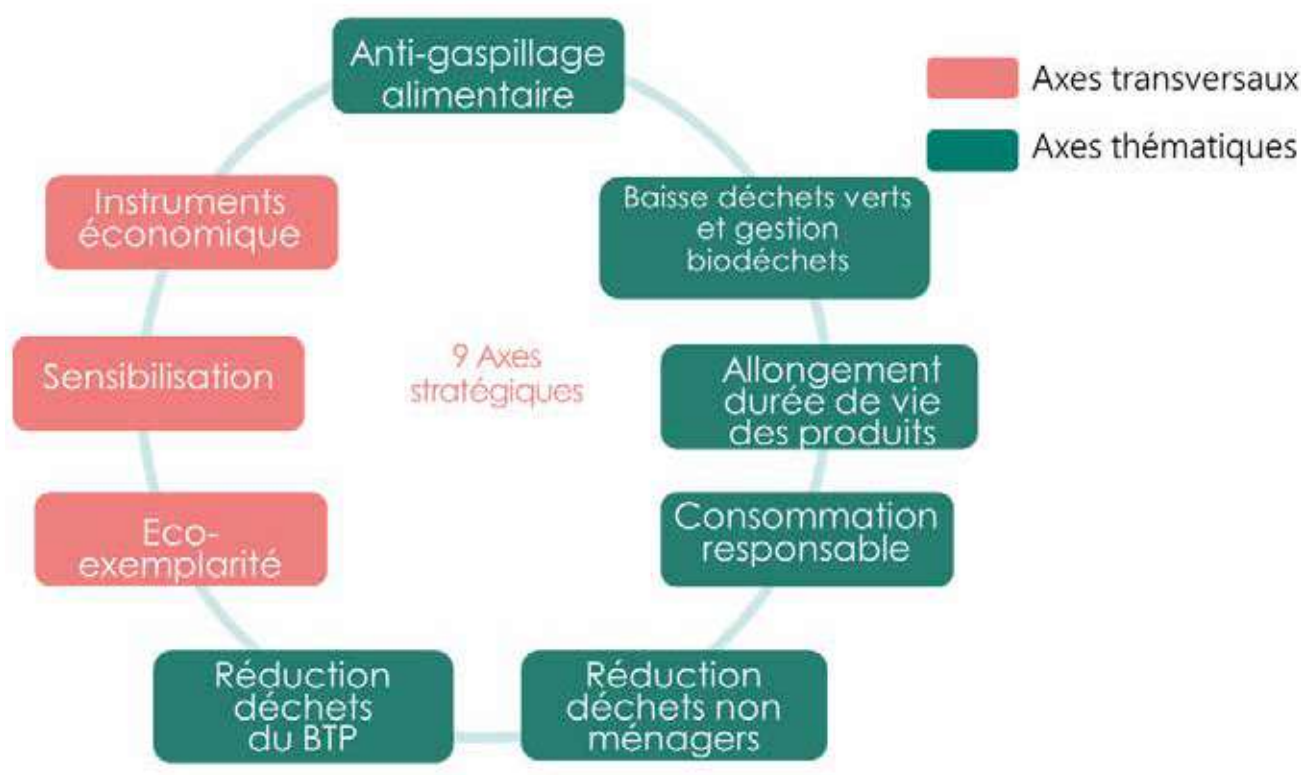 Anti-gaspillage
alimentaire
Axes transversaux
Axes thématiques
Instruments
économique
Baisse déchets verts
et gestion
biodéchets
Sensibilisation
9 Axes
stratégiques
Allongement
durée de vie
des produits
Eco-
exemplarité
Consommation
responsable
Réduction
déchets
du BTP
Réduction
déchets non
ménagers